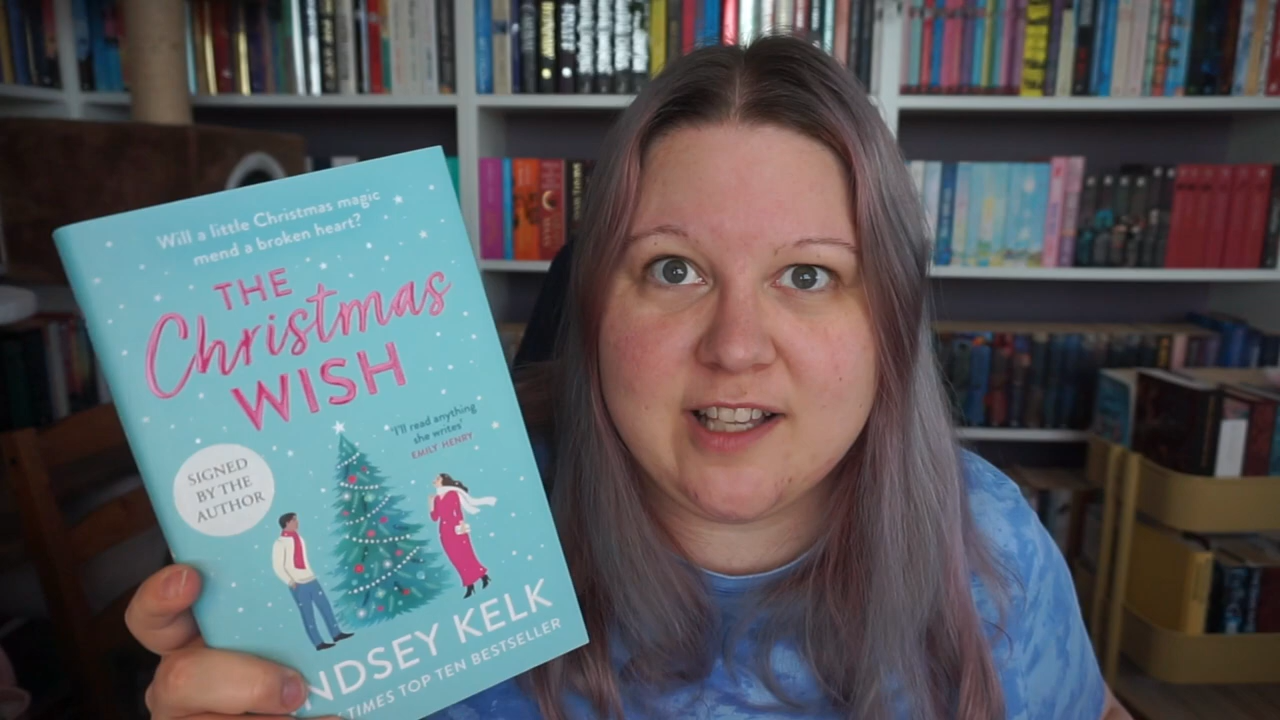 Will a little Christmas magic
mend a broken heart?
THE
Christmas
WISH
'I'll read anything
she writes'
EMILY HENRY
SIGNED
BY THE
AUTHOR
NDSEY KELK
TIMES TOP TEN BESTSELLER